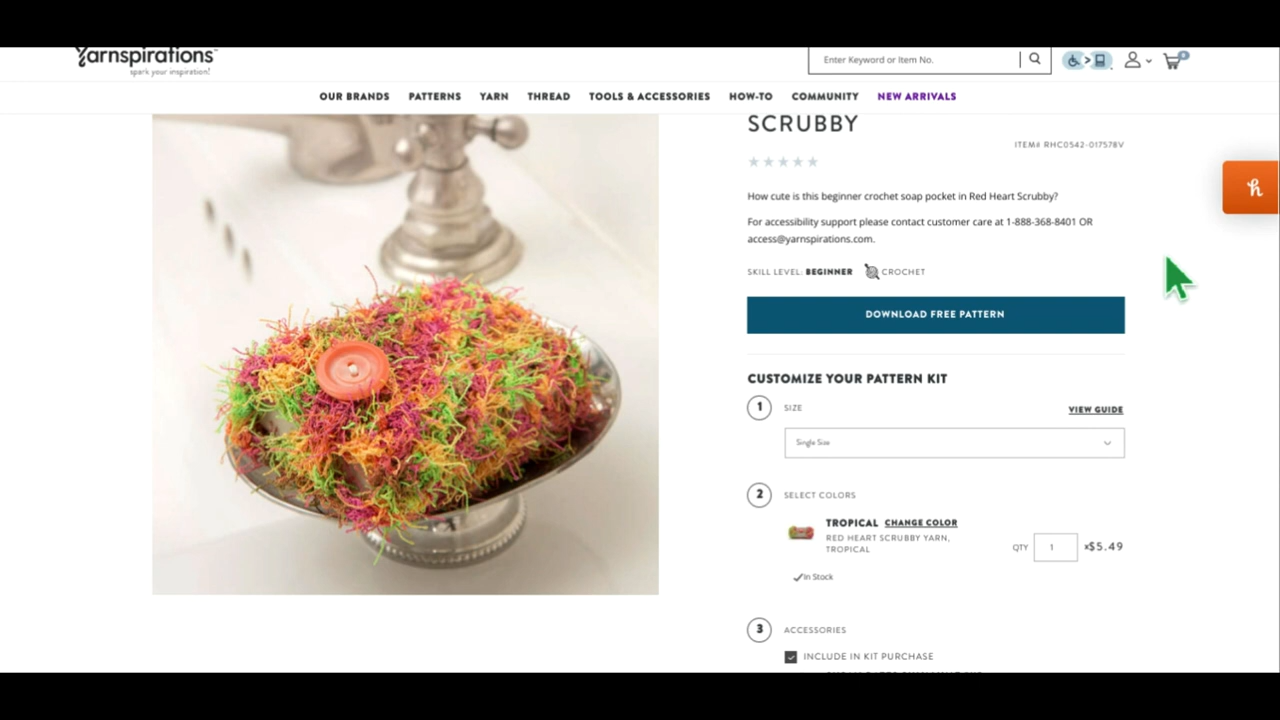 Yarnspirations™
spark your inspiration!
Enter Keyword or Item No.
0
OUR BRANDS PATTERNS YARN THREAD TOOLS & ACCESSORIES HOW-TO COMMUNITY NEW ARRIVALS
SCRUBBY
ITEM# RHC0542-017578V
How cute is this beginner crochet soap pocket in Red Heart Scrubby?
For accessibility support please contact customer care at 1-888-368-8401 OR
access@yarnspirations.com.
SKILL LEVEL: BEGINNER CROCHET
DOWNLOAD FREE PATTERN
CUSTOMIZE YOUR PATTERN KIT
1 SIZE VIEW GUIDE
Single Size
2 SELECT COLORS
TROPICAL CHANGE COLOR
RED HEART SCRUBBY YARN,
TROPICAL
QTY 1 x$5.49
In Stock
3 ACCESSORIES
INCLUDE IN KIT PURCHASE